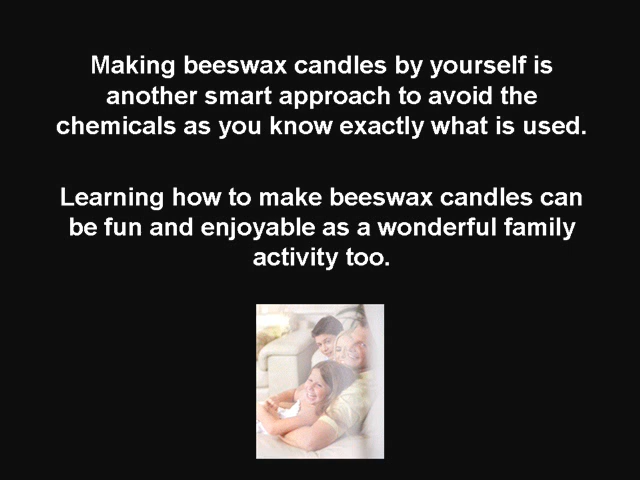 Making beeswax candles by yourself is
another smart approach to avoid the
chemicals as you know exactly what is used.
Learning how to make beeswax candles can
be fun and enjoyable as a wonderful family
activity too.